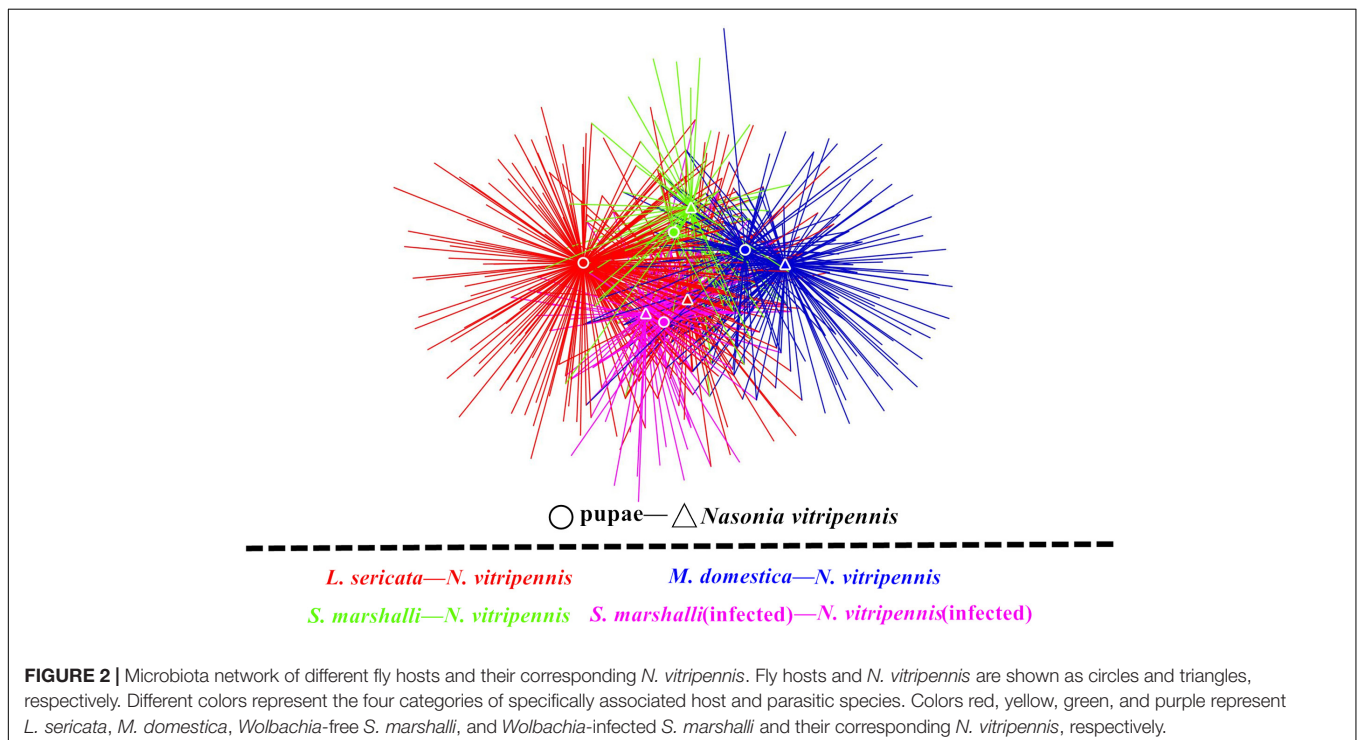 pupae— Nasonia vitripennis
L. sericata—N. vitripennis M. domestica—N. vitripennis
S. marshalli—N. vitripennis S. marshalli(infected)—N. vitripennis(infected)
FIGURE 2 | Microbiota network of different fly hosts and their corresponding N. vitripennis. Fly hosts and N. vitripennis are shown as circles and triangles,
respectively. Different colors represent the four categories of specifically associated host and parasitic species. Colors red, yellow, green, and purple represent
L. sericata, M. domestica, Wolbachia-free S. marshalli, and Wolbachia-infected S. marshalli and their corresponding N. vitripennis, respectively.